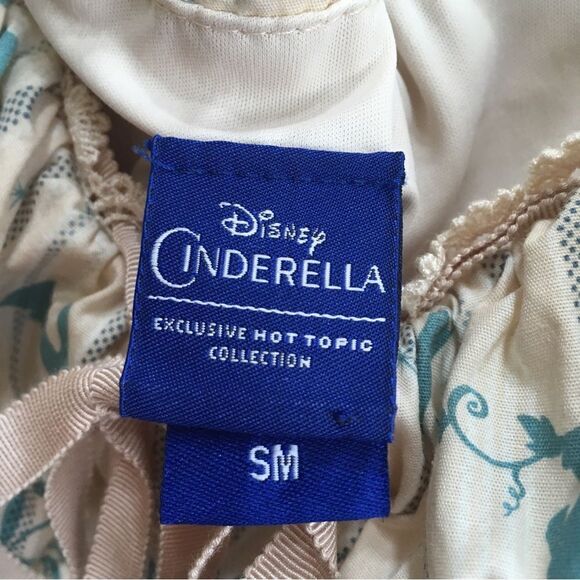 Disney
CINDERELLA
EXCLUSIVE HOT TOPIC
COLLECTION
SM